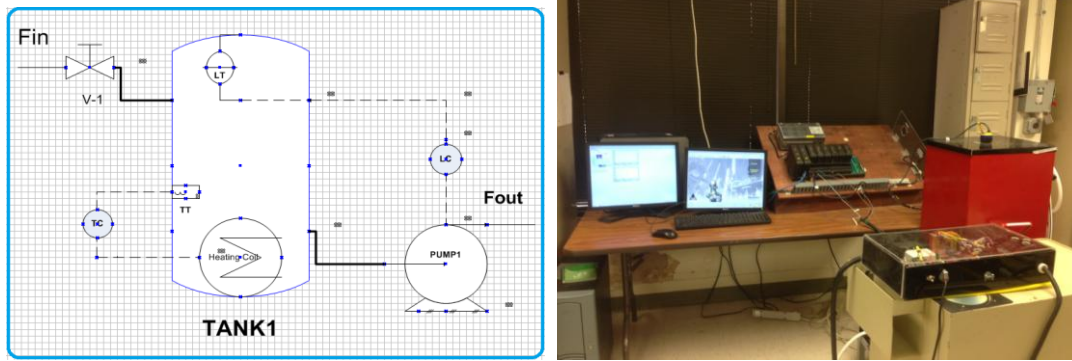 Fin
LT
V-1
LC
Fout
TT
TC
Heating Coil
PUMP1
TANK1